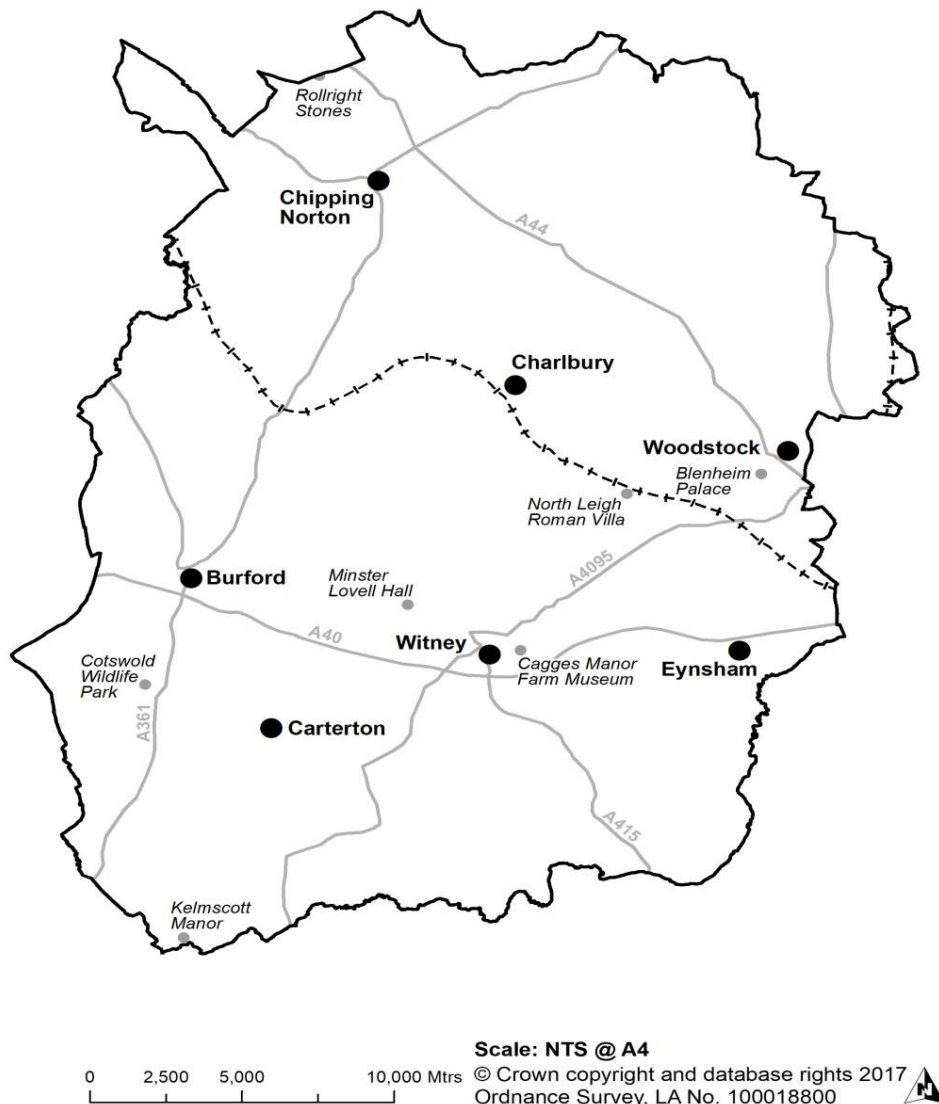 Rollright
Stones
Chipping
Norton
A44
Charlbury
Woodstock
Blenheim
Palace
North Leigh
Roman Villa
A4095
Burford
Minster
Lovell Hall
A40
Witney
Cagges Manor
Farm Museum
Eynsham
Cotswold
Wildlife
Park
A361
Carterton
A415
Kelmscott
Manor
Scale: NTS @ A4
0 2,500 5,000 10,000 Mtrs
© Crown copyright and database rights 2017
Ordnance Survey. LA No. 100018800
N